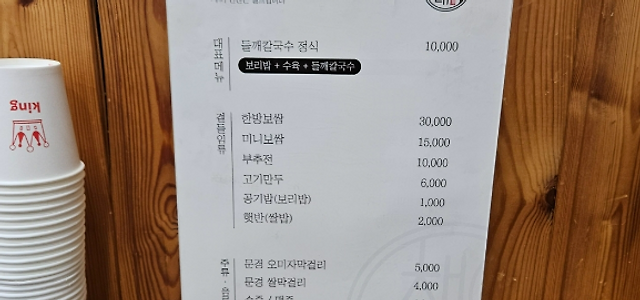 king
대표메뉴
들깨칼국수 정식 10,000
보리밥 + 수육 + 들깨칼국수
곁들임류
한방보쌈 30,000
미니보쌈 15,000
부추전 10,000
고기만두 6,000
공기밥(보리밥) 1,000
햇반(쌀밥) 2,000
주류·음
문경 오미자막걸리 5,000
문경 쌀막걸리 4,000